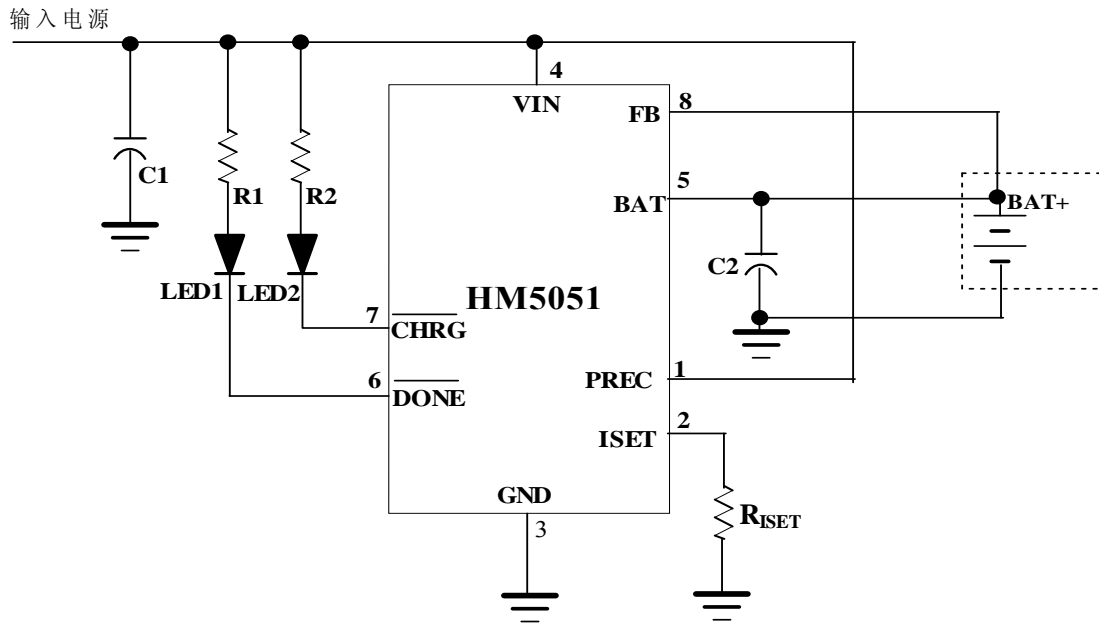 输入电源
4
VIN
FB
8
C1
R1
R2
BAT
5
BAT+
LED1
LED2
C2
HM5051
7
CHRG
PREC
1
6
DONE
ISET
2
GND
3
RISET